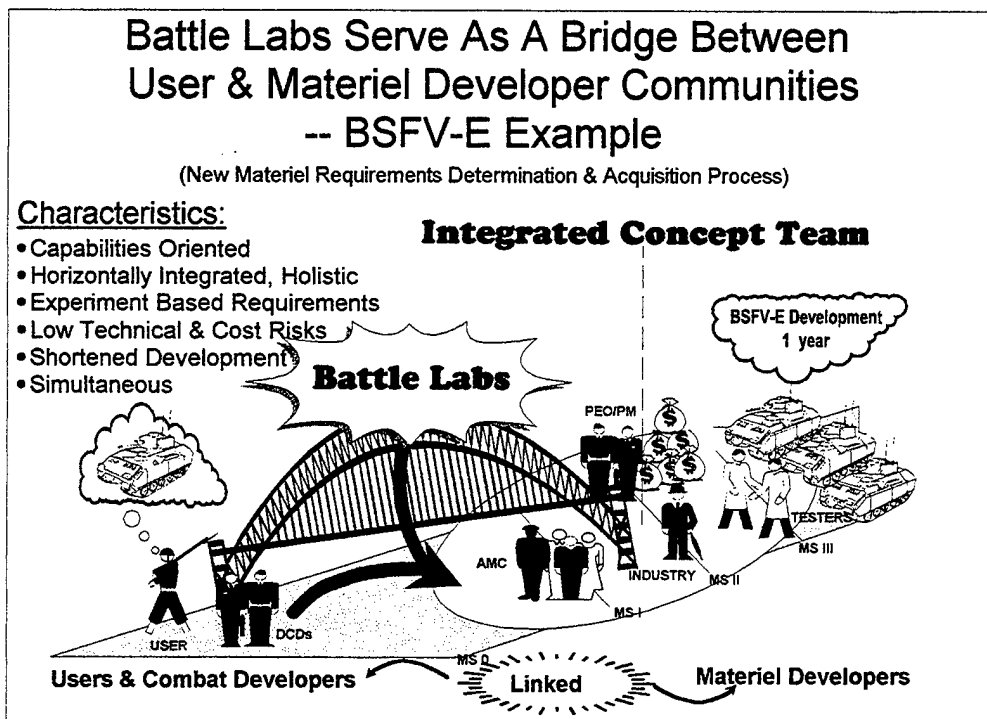 Battle Labs Serve As A Bridge Between
User & Materiel Developer Communities
-- BSFV-E Example
(New Materiel Requirements Determination & Acquisition Process)
Characteristics:
• Capabilities Oriented
• Horizontally Integrated, Holistic
• Experiment Based Requirements
• Low Technical & Cost Risks
• Shortened Development
• Simultaneous
Integrated Concept Team
BSFV-E Development
1 year
Battle Labs
PEO/PM
$
$
$ $
$ $ $
TESTERS
MS III
AMC
INDUSTRY
MS II
MS I
USER
DCDs
MS 0
Users & Combat Developers
Linked
Materiel Developers